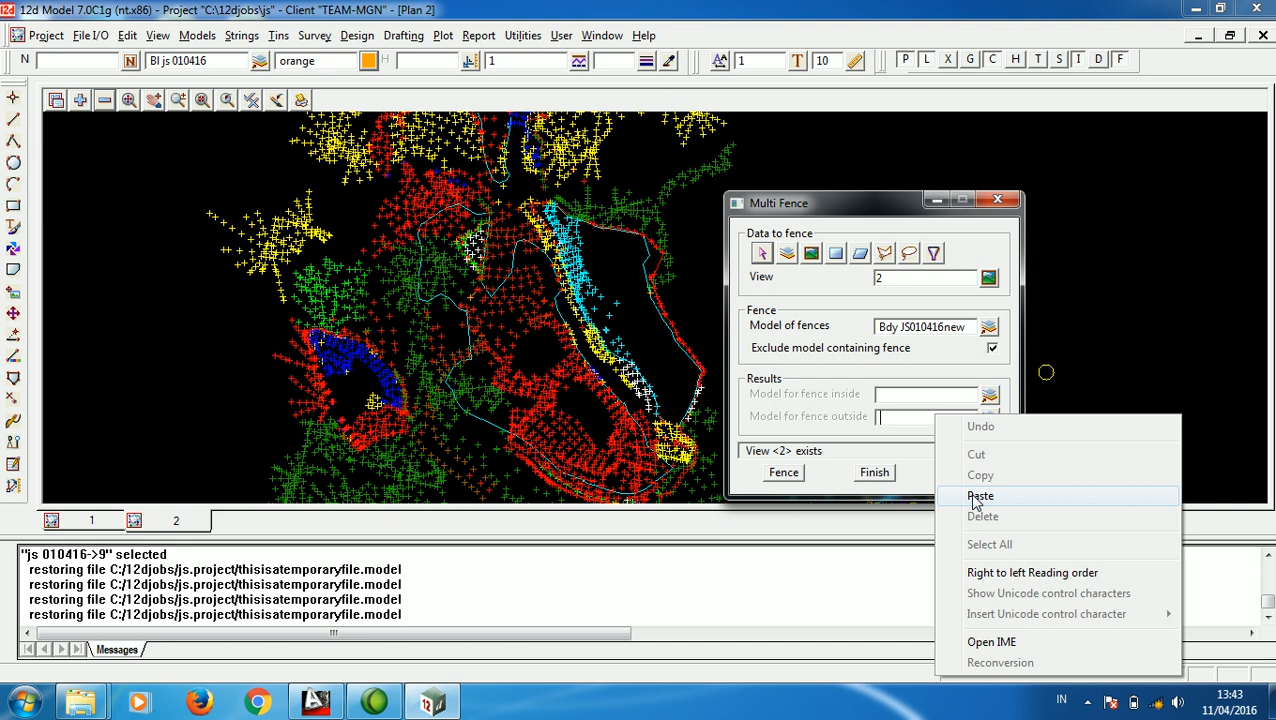 12d Model 7.0C1g (nt.x86) - Project "C:\12djobs\js" - Client "TEAM-MGN" - [Plan 2]
Project File I/O Edit View Models Strings Tins Survey Design Drafting Plot Report Utilities User Window Help
N BI js 010416 orange H 1 1 10 P L X G C H T S I D F
Multi Fence
Data to fence
View 2
Fence
Model of fences Bdy JS010416new
Exclude model containing fence
Results
Model for fence inside
Model for fence outside
View <2> exists
Fence Finish
Undo
Cut
Copy
Paste
Delete
Select All
Right to left Reading order
Show Unicode control characters
Insert Unicode control character
Open IME
Reconversion
1 2
"js 010416->9" selected
restoring file C:/12djobs/js.project/thisisatemporaryfile.model
restoring file C:/12djobs/js.project/thisisatemporaryfile.model
restoring file C:/12djobs/js.project/thisisatemporaryfile.model
restoring file C:/12djobs/js.project/thisisatemporaryfile.model
Messages
IN 13:43
11/04/2016